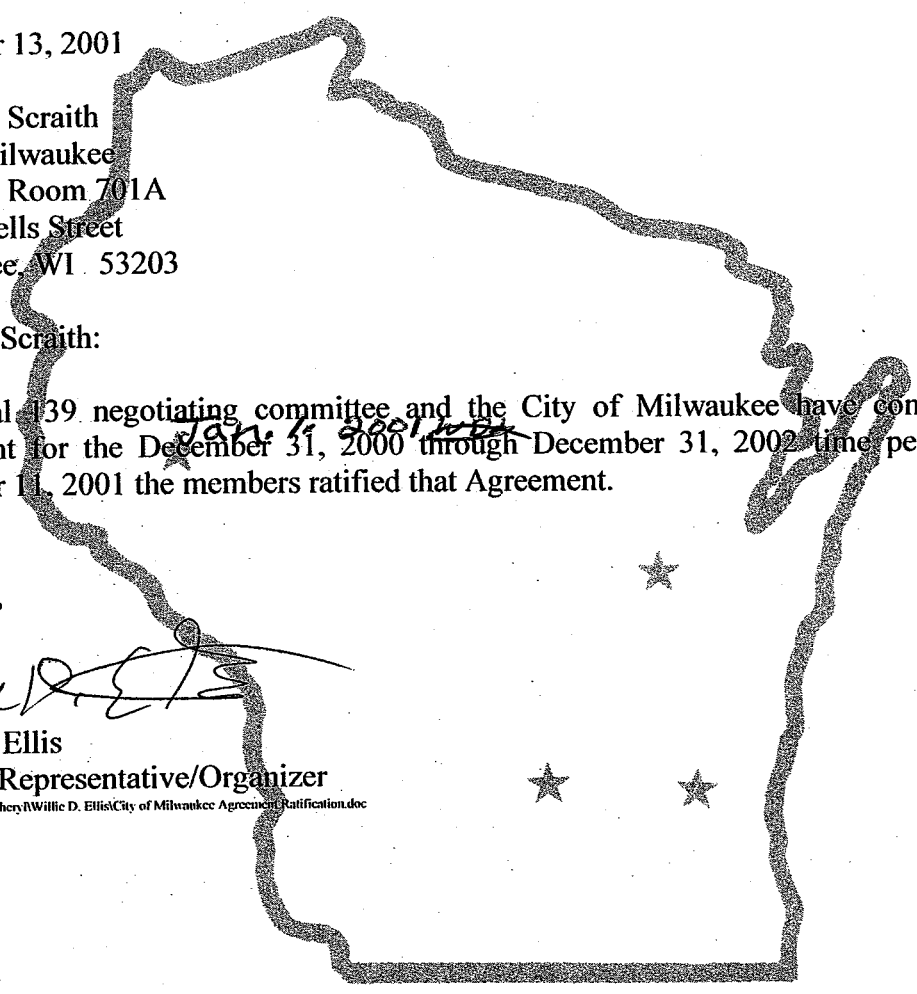 r 13, 2001
Scraith
ilwaukee
Room 701A
ells Street
ee, WI 53203
Scraith:
al 139 negotiating committee and the City of Milwaukee have con
Jan. 1, 2001
nt for the December 31, 2000 through December 31, 2002 time pe
r 11, 2001 the members ratified that Agreement.
,
Ellis
Representative/Organizer
hery\Willie D. Ellis\City of Milwaukee Agreement Ratification.doc